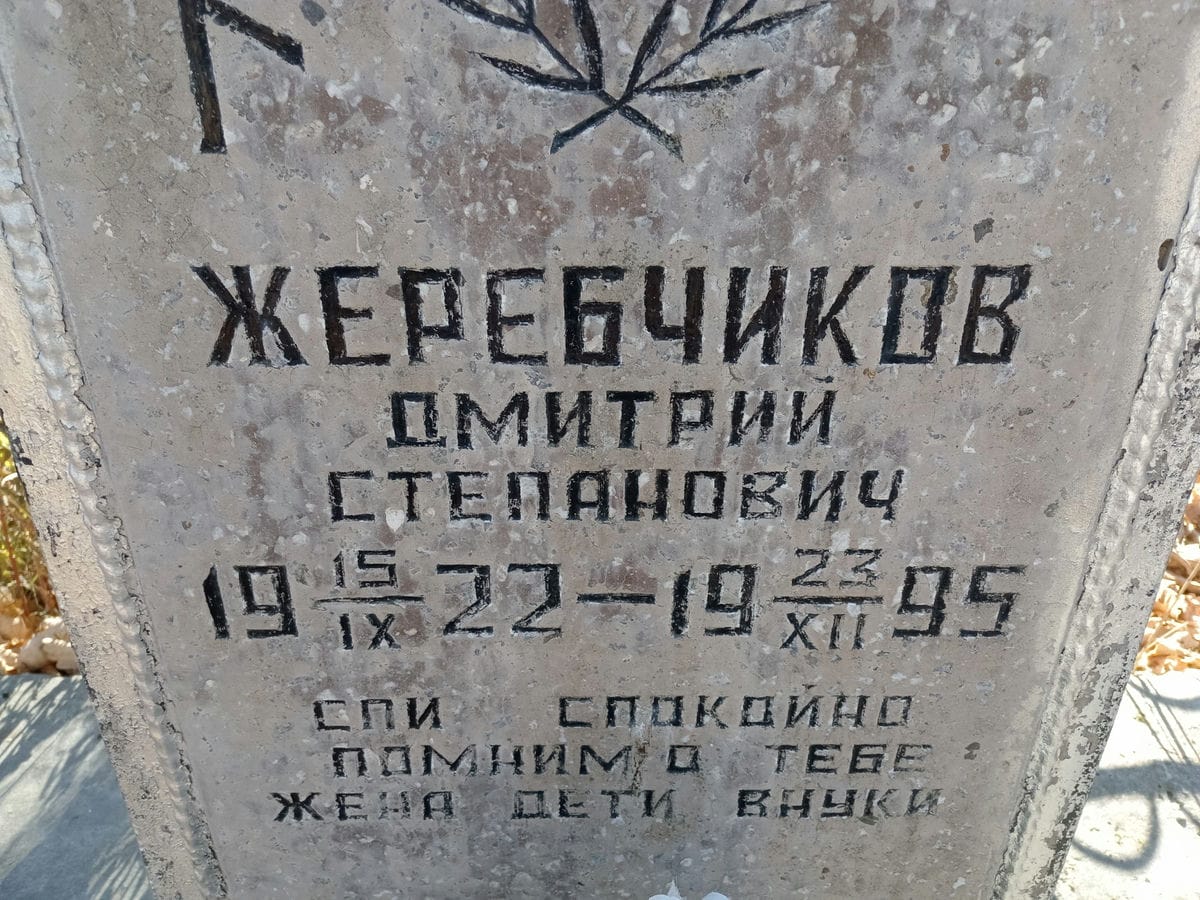 ЖЕРЕБЧИКОВ
ДМИТРИЙ
СТЕПАНОВИЧ
19 15/IX 22 — 19 23/XII 95
СПИ СПОКОЙНО
ПОМНИМ О ТЕБЕ
ЖЕНА ДЕТИ ВНУКИ